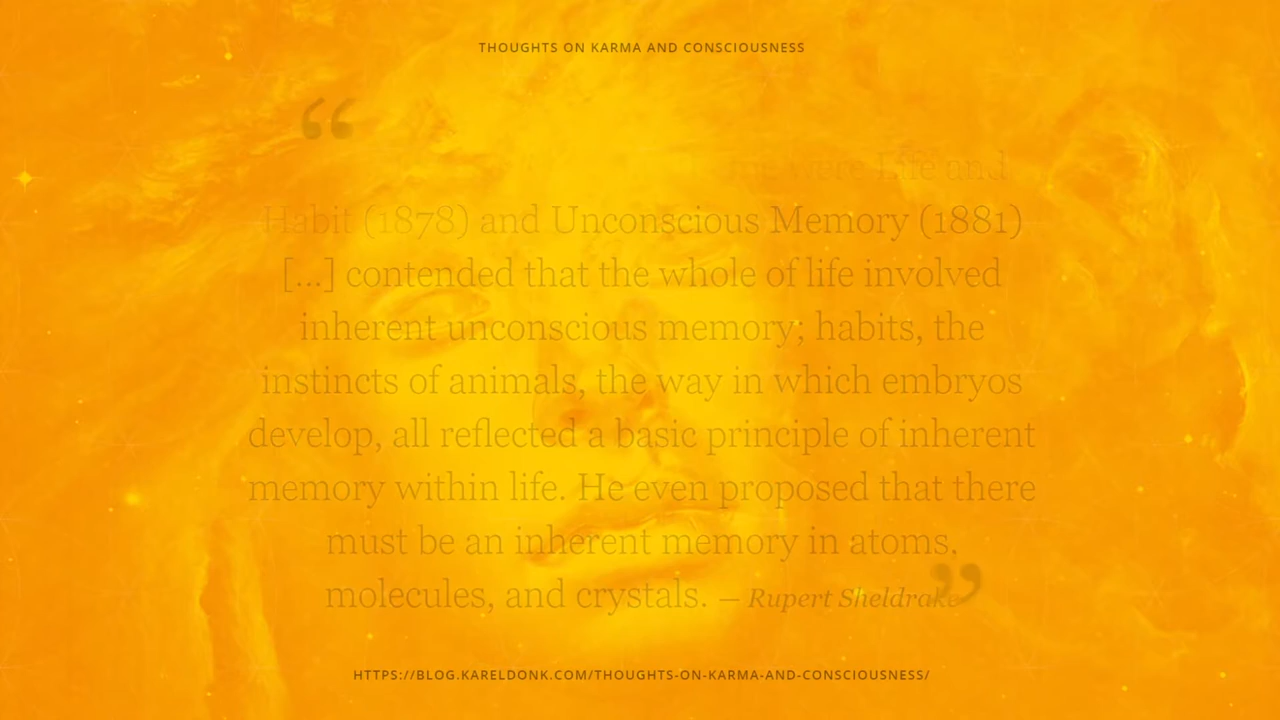 THOUGHTS ON KARMA AND CONSCIOUSNESS
“
were Life and
Habit (1878) and Unconscious Memory (1881)
[...] contended that the whole of life involved
inherent unconscious memory; habits, the
instincts of animals, the way in which embryos
develop, all reflected a basic principle of inherent
memory within life. He even proposed that there
must be an inherent memory in atoms,
molecules, and crystals. — Rupert Sheldrake
”
HTTPS://BLOG.KARELDONK.COM/THOUGHTS-ON-KARMA-AND-CONSCIOUSNESS/